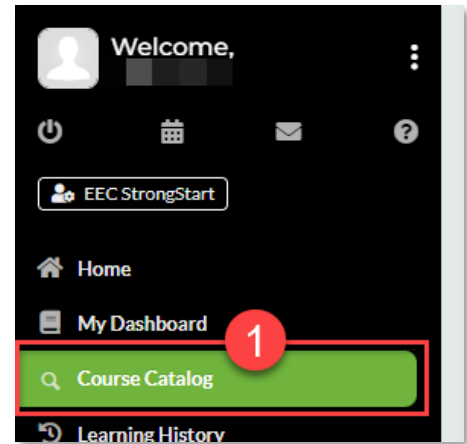 Welcome,
EEC StrongStart
Home
My Dashboard
1
Course Catalog
Learning History